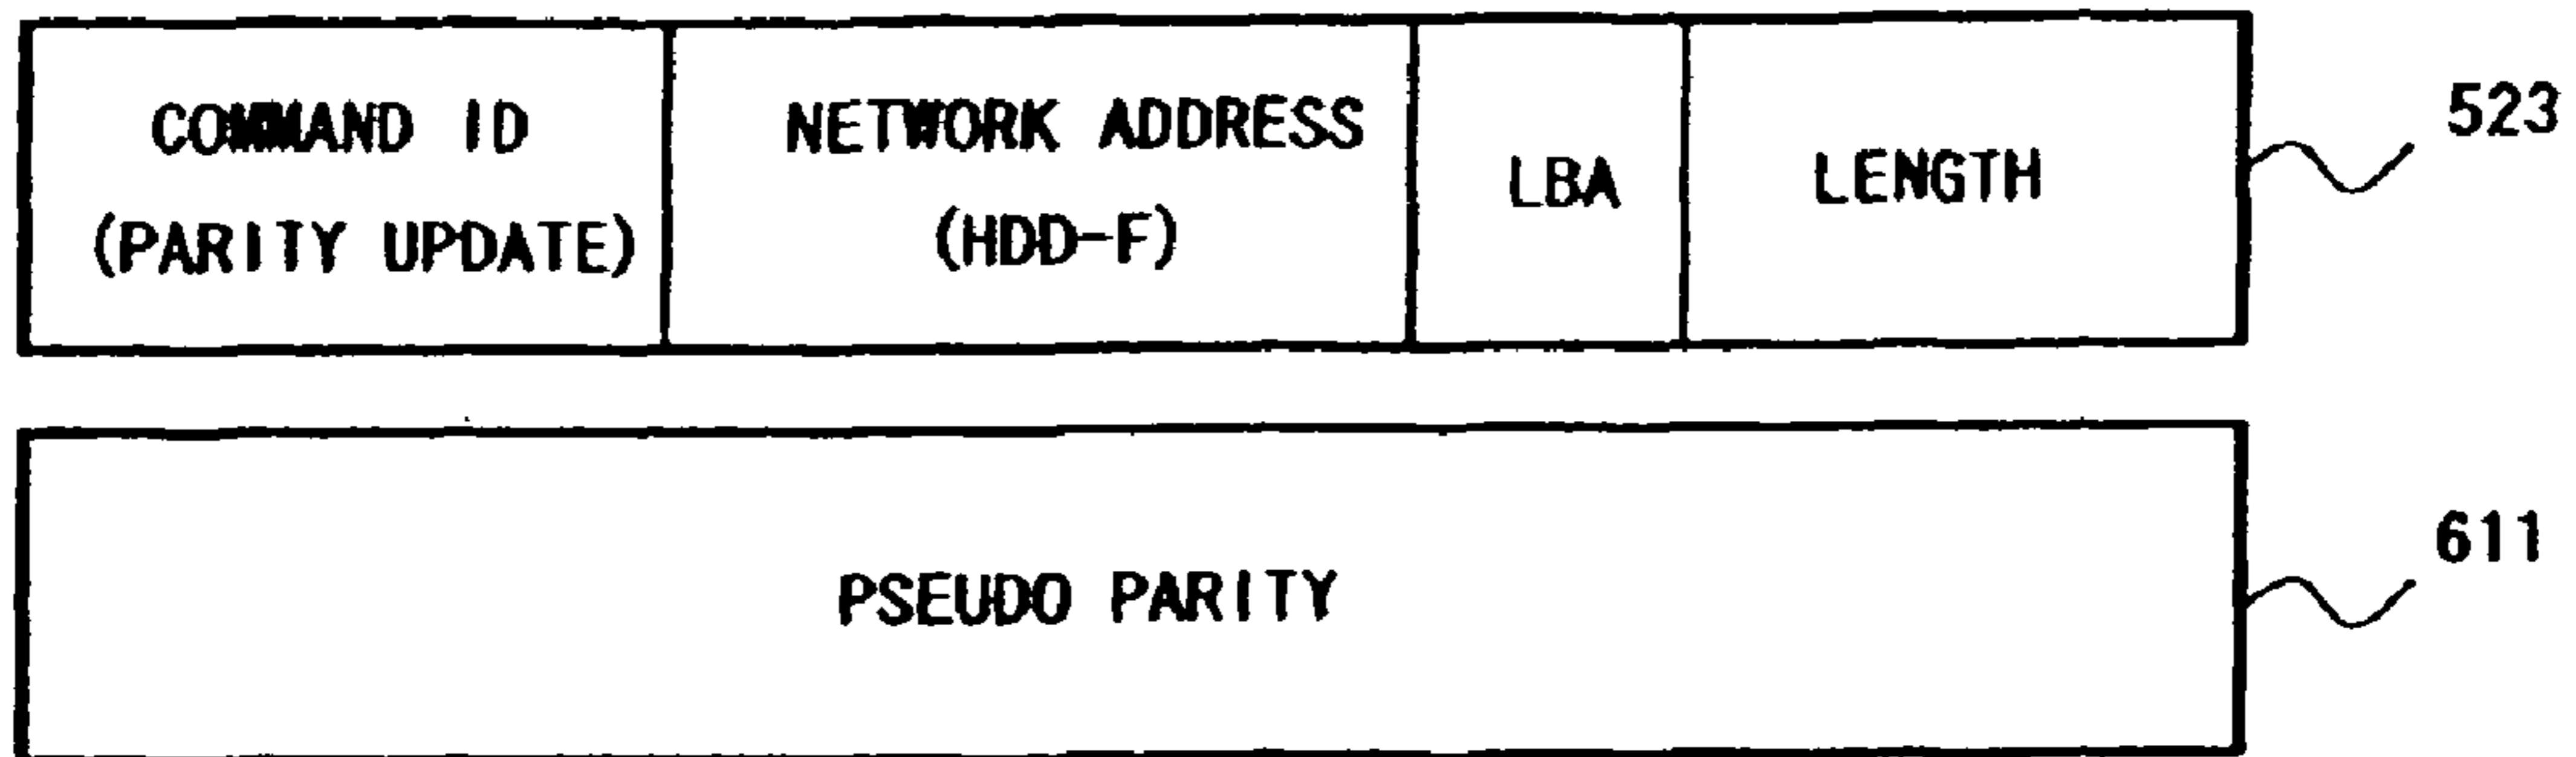 COMMAND ID
(PARITY UPDATE)
NETWORK ADDRESS
(HDD-F)
LBA
LENGTH
523
PSEUDO PARITY
611